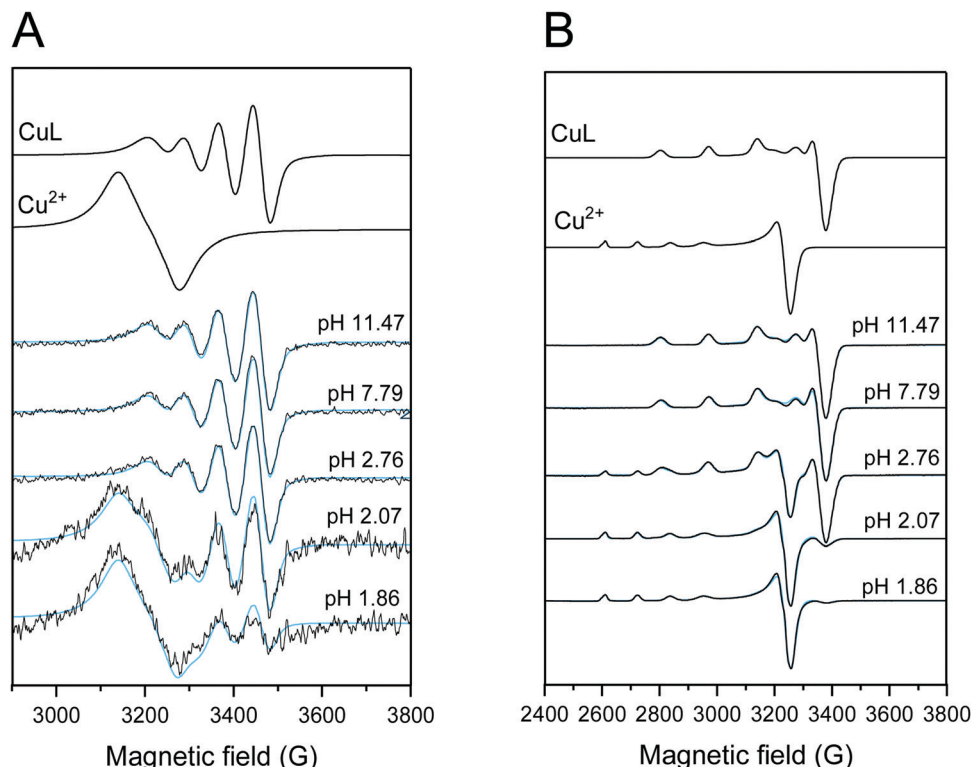 A
CuL
Cu²⁺
pH 11.47
pH 7.79
pH 2.76
pH 2.07
pH 1.86
3000 3200 3400 3600 3800
Magnetic field (G)
B
CuL
Cu²⁺
pH 11.47
pH 7.79
pH 2.76
pH 2.07
pH 1.86
2400 2600 2800 3000 3200 3400 3600 3800
Magnetic field (G)